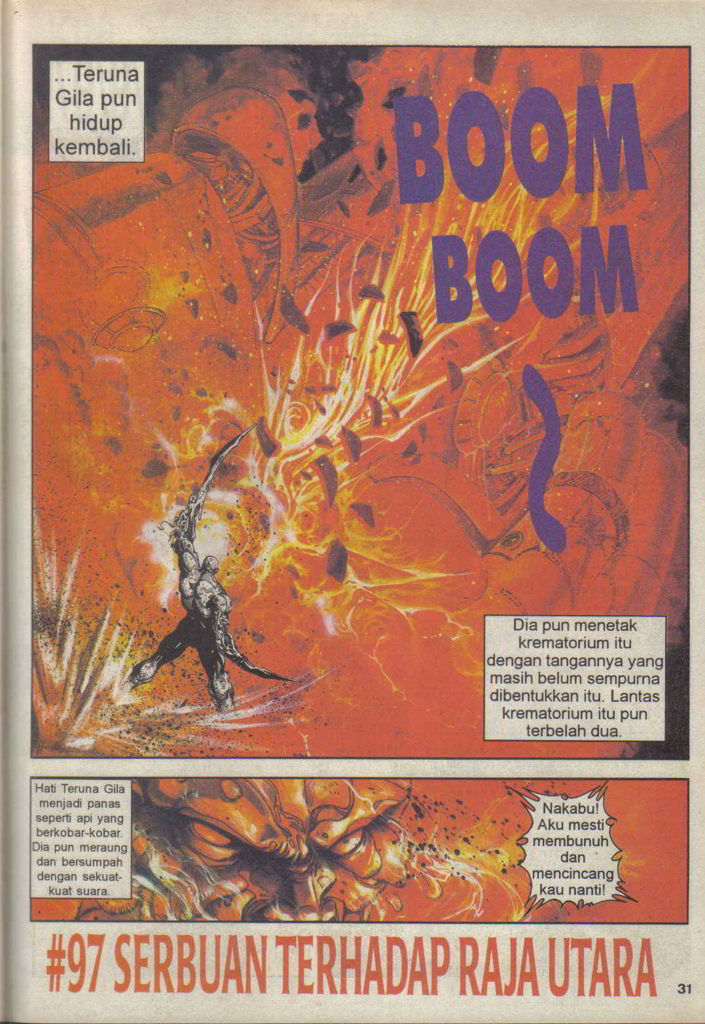 ...Teruna
Gila pun
hidup
kembali.
BOOM
BOOM
Dia pun menetak
krematorium itu
dengan tangannya yang
masih belum sempurna
dibentukkan itu. Lantas
krematorium itu pun
terbelah dua.
Hati Teruna Gila
menjadi panas
seperti api yang
berkobar-kobar.
Dia pun meraung
dan bersumpah
dengan sekuat-
kuat suara.
Nakabu!
Aku mesti
membunuh
dan
mencincang
kau nanti!
#97 SERBUAN TERHADAP RAJA UTARA
31